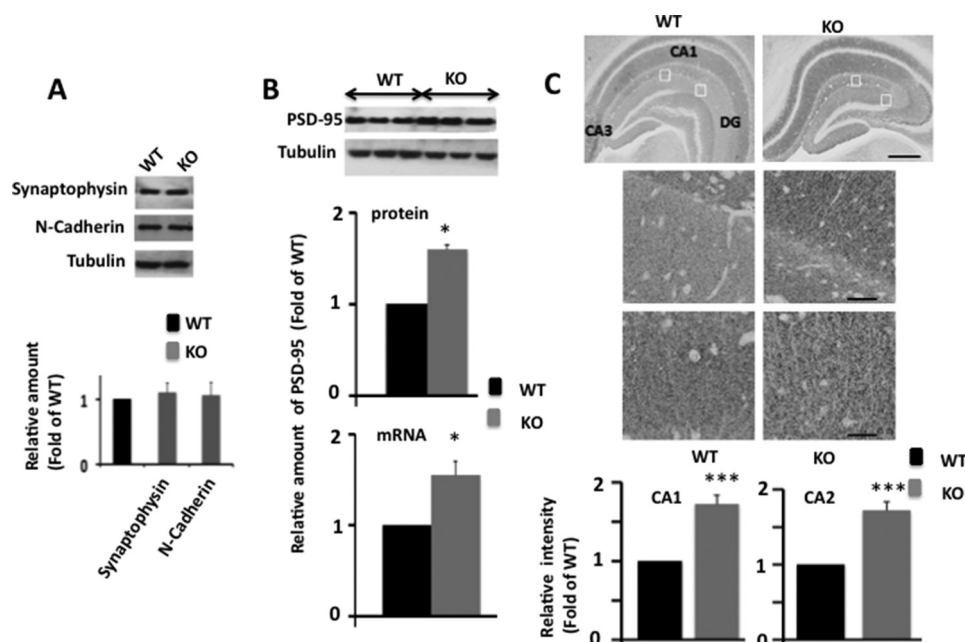 A
WT KO
Synaptophysin
N-Cadherin
Tubulin
WT
KO
Relative amount
(Fold of WT)
1
0
Synaptophysin
N-Cadherin
B
WT KO
PSD-95
Tubulin
Relative amount of PSD-95 (Fold of WT)
protein
2
1
0
*
WT
KO
mRNA
2
1
0
*
C
WT KO
CA1
CA3
DG
WT KO
WT
KO
Relative intensity
(Fold of WT)
CA1
2
1
0
***
CA2
2
1
0
***